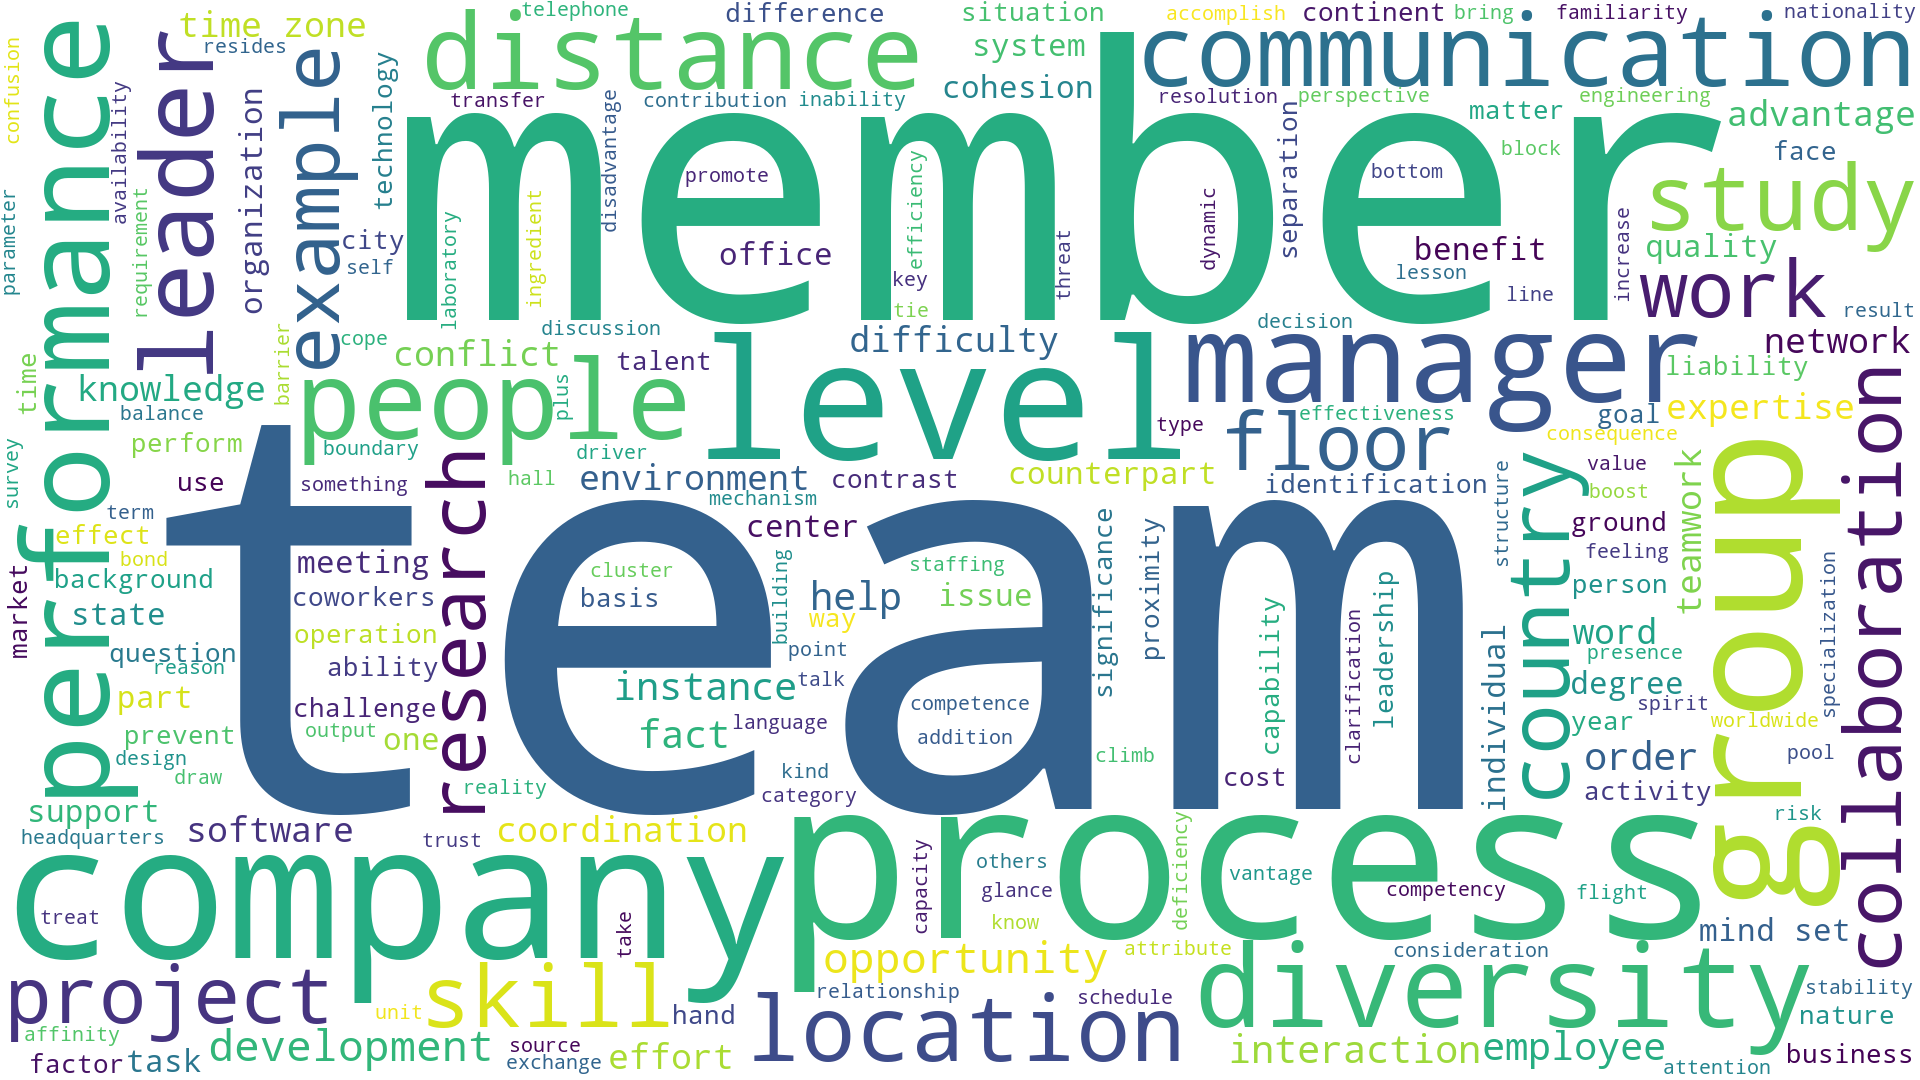 telephone
difference
situation
accomplish
continent
bring
familiarity
nationality
time zone
resides
distance
system
communication
confusion
performance
leader
example
technology
cohesion
transfer
contribution
inability
resolution
perspective
matter
engineering
advantage
availability
organization
disadvantage
member
separation
block
face
promote
efficiency
bottom
study
parameter
requirement
city
self
laboratory
ingredient
office
key
tie
threat
dynamic
benefit
lesson
line
increase
quality
work
result
time
knowledge
balance
barrier
cope
conflict
discussion
talent
difficulty
decision
manager
network
liability
people
plus
level
type
effectiveness
floor
goal
expertise
consequence
survey
perform
boundary
driver
hall
environment
contrast
counterpart
identification
value
boost
teamwork
group
collaboration
use
something
research
mechanism
structure
country
term
effect
bond
background
team
center
significance
proximity
ground
feeling
market
state
meeting
coworkers
cluster
basis
building
help
way
staffing
issue
capability
clarification
leadership
individual
person
word
presence
specialization
question
reason
operation
ability
point
talk
instance
degree
spirit
part
challenge
competence
year
worldwide
prevent
output
one
fact
language
addition
climb
order
pool
design
draw
reality
kind
category
cost
activity
support
headquarters
software
trust
coordination
process
risk
company
capacity
others
glance
know
deficiency
vantage
competency
flight
treat
take
opportunity
attribute
consideration
mind set
project
unit
skill
hand
relationship
location
schedule
diversity
stability
nature
affinity
factor
task
development
source
exchange
effort
interaction
employee
attention
business